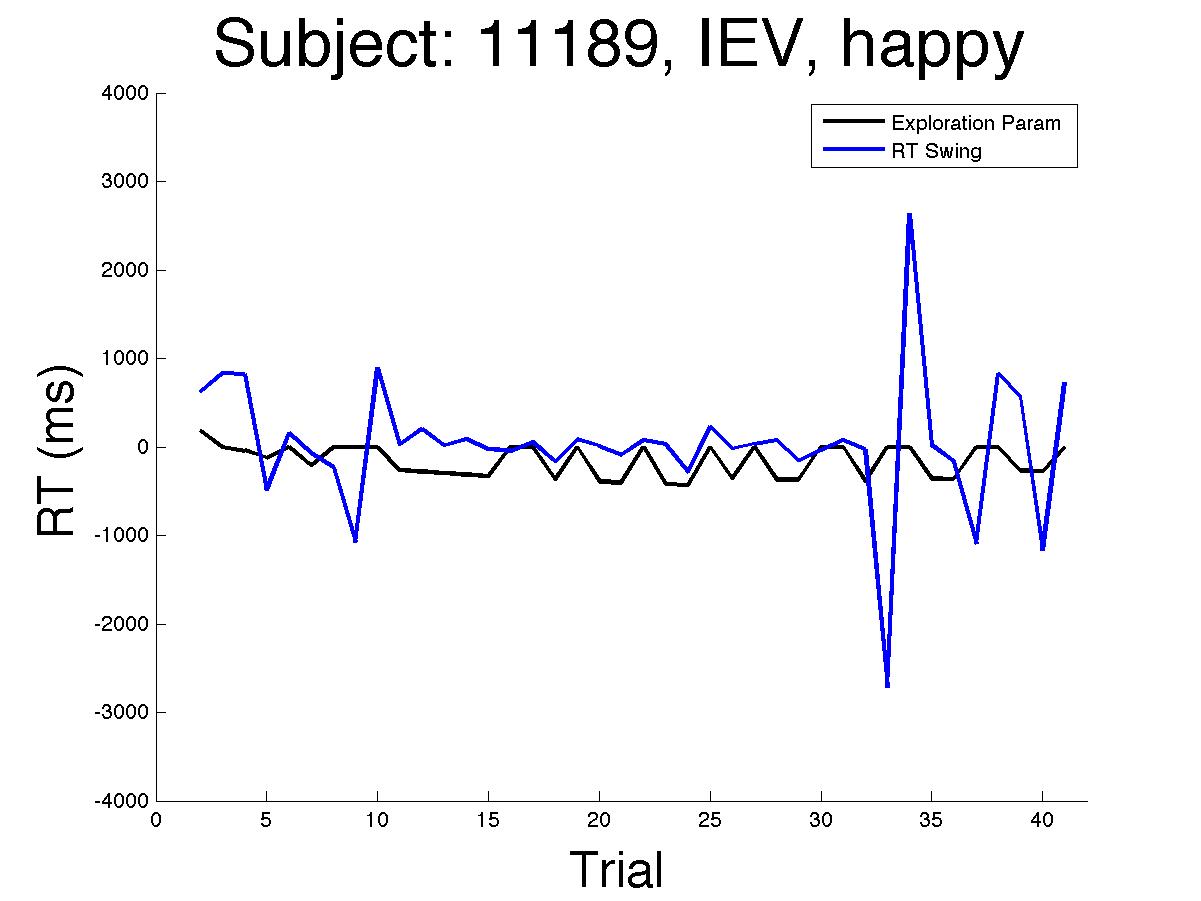 Subject: 11189, IEV, happy
4000
3000
2000
1000
0
-1000
-2000
-3000
-4000
RT (ms)
Exploration Param
RT Swing
0 5 10 15 20 25 30 35 40
Trial